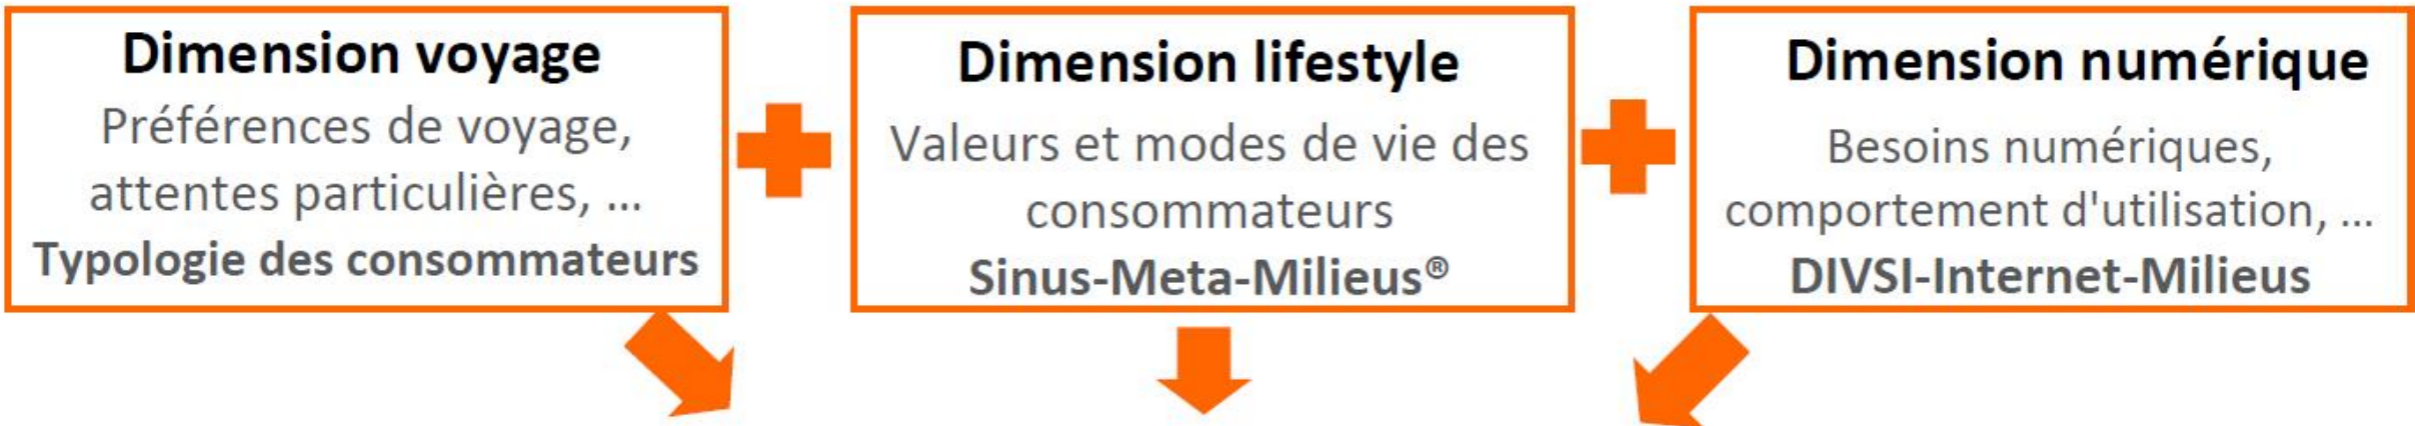 Dimension voyage
Préférences de voyage,
attentes particulières, ...
Typologie des consommateurs
Dimension lifestyle
Valeurs et modes de vie des
consommateurs
Sinus-Meta-Milieus®
Dimension numérique
Besoins numériques,
comportement d'utilisation, ...
DIVSI-Internet-Milieus